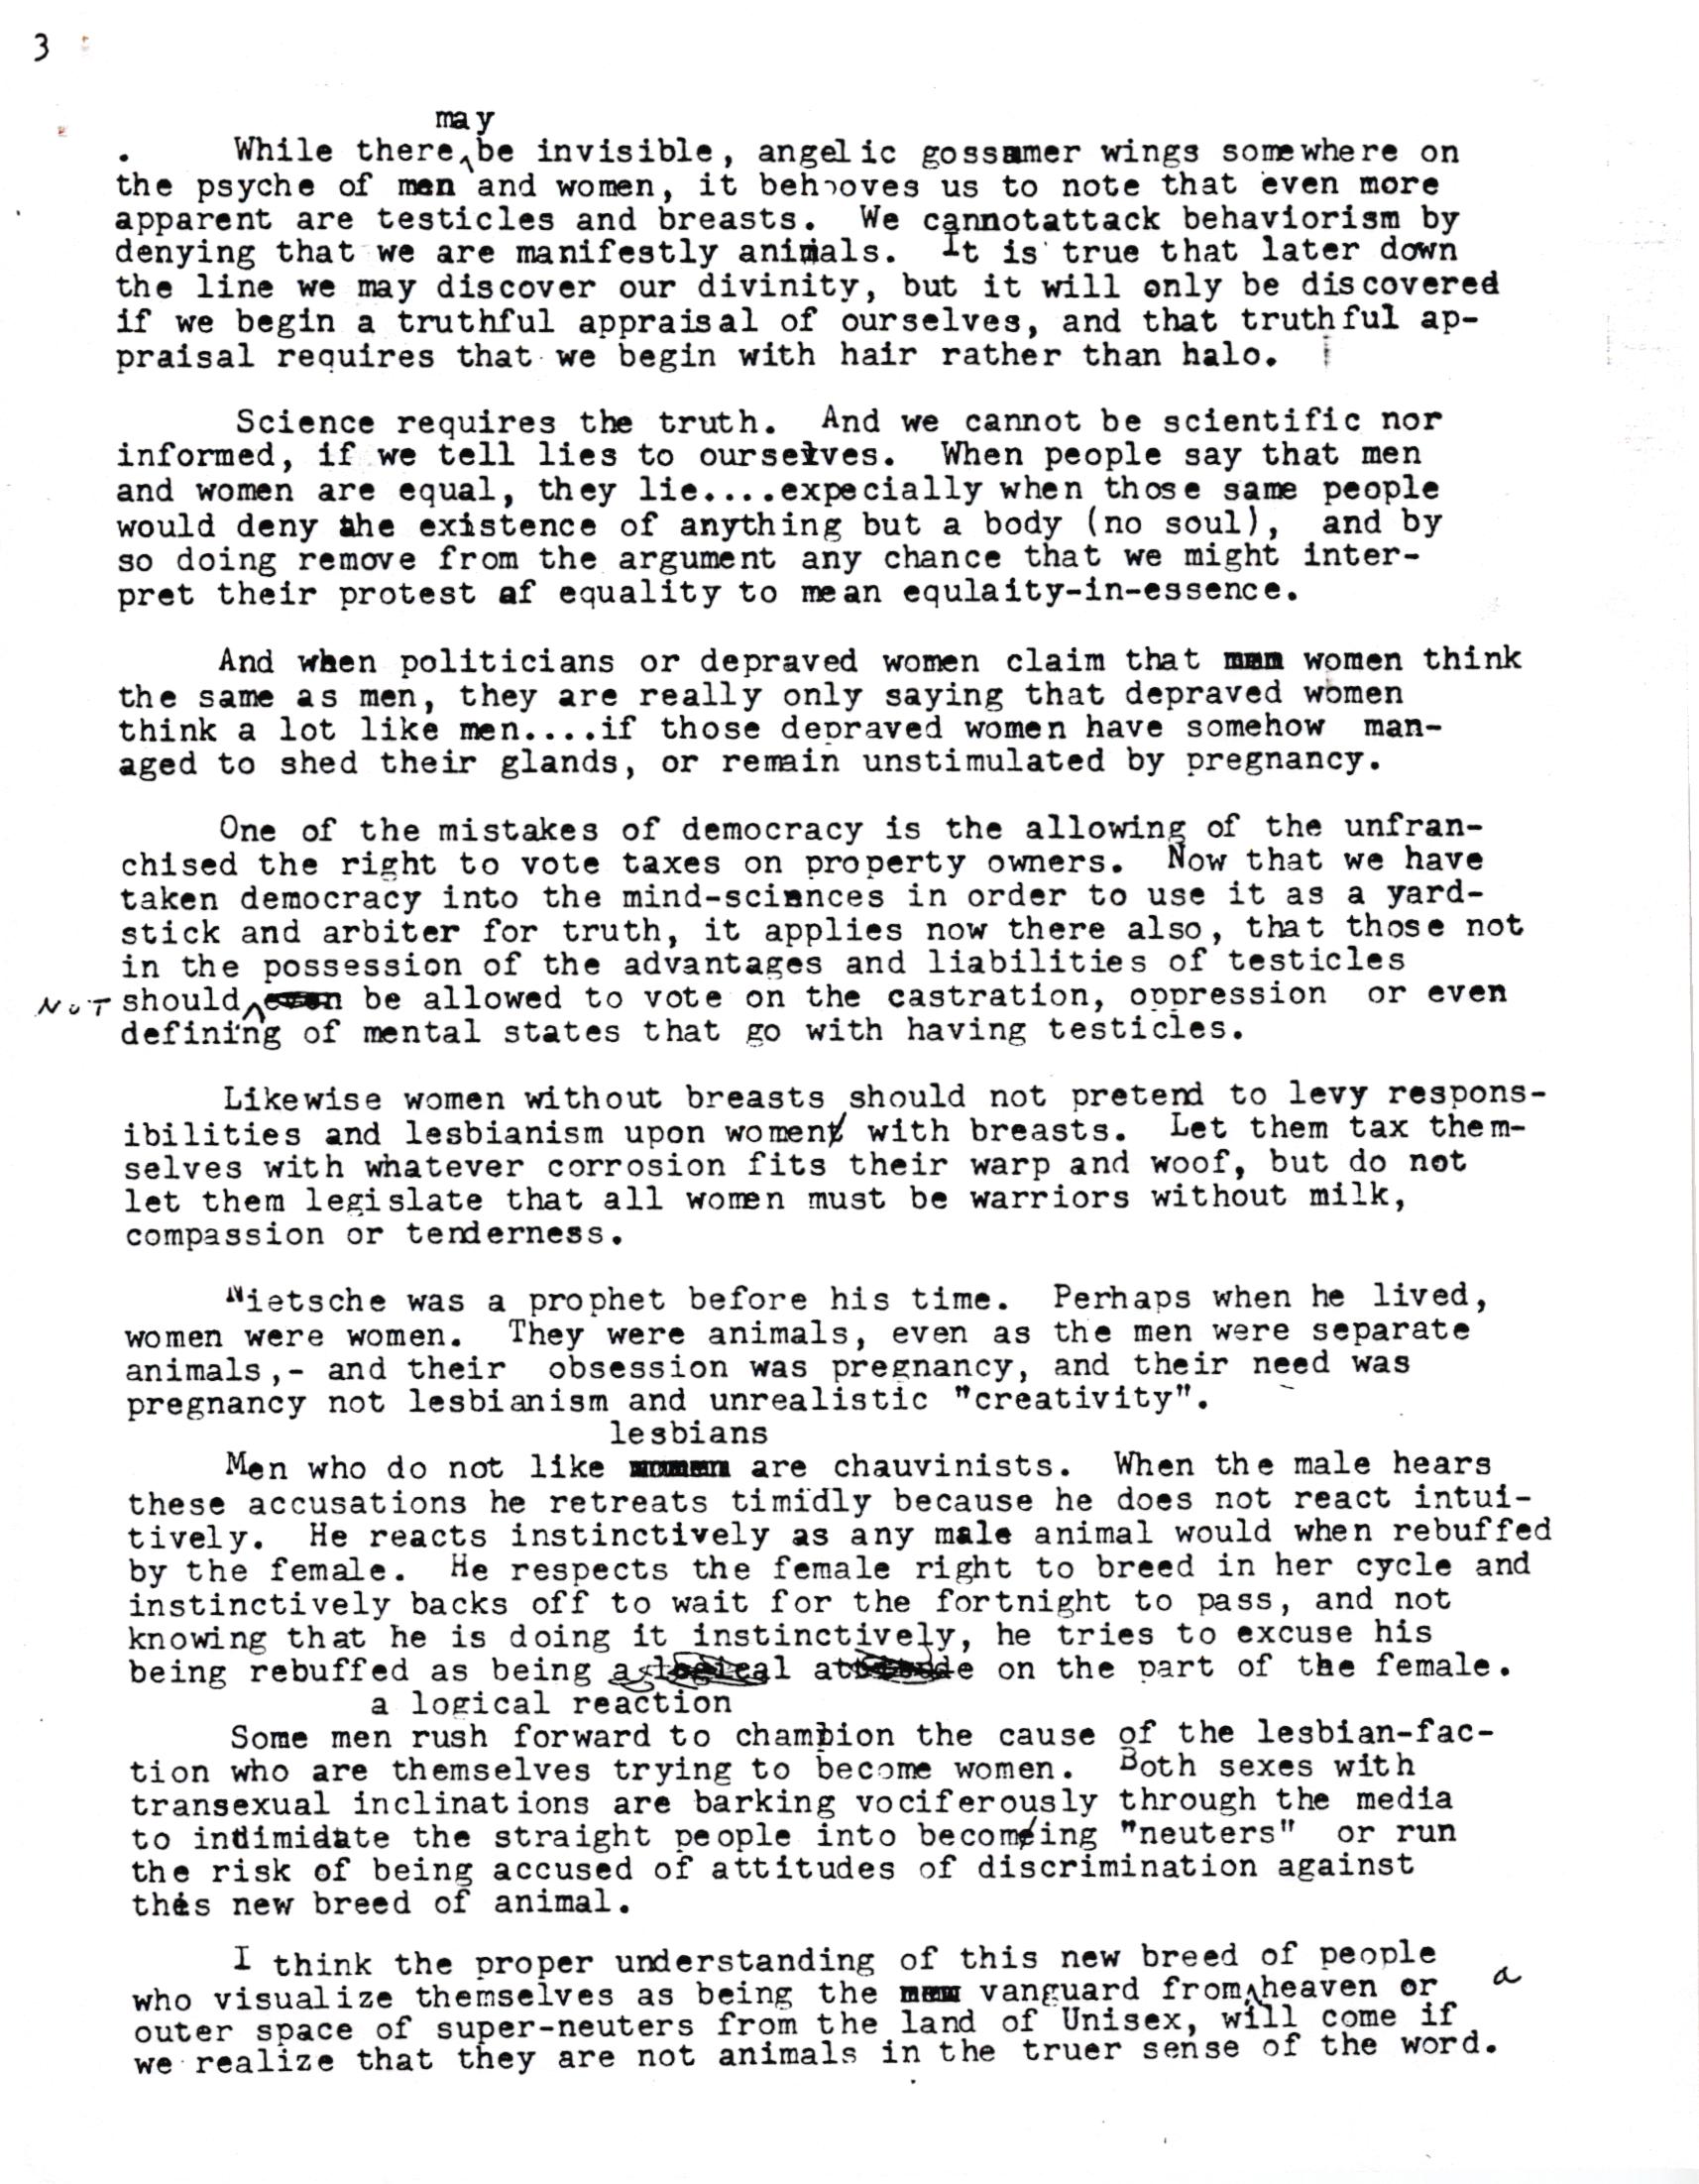 3
may
. While there ‸ be invisible, angelic gossamer wings somewhere on
the psyche of men and women, it behooves us to note that even more
apparent are testicles and breasts. We cannotattack behaviorism by
denying that we are manifestly animals. It is true that later down
the line we may discover our divinity, but it will only be discovered
if we begin a truthful appraisal of ourselves, and that truthful ap-
praisal requires that we begin with hair rather than halo.
Science requires the truth. And we cannot be scientific nor
informed, if we tell lies to ourselves. When people say that men
and women are equal, they lie....expecially when those same people
would deny the existence of anything but a body (no soul), and by
so doing remove from the argument any chance that we might inter-
pret their protest of equality to mean equlaity-in-essence.
And when politicians or depraved women claim that women think
the same as men, they are really only saying that depraved women
think a lot like men....if those depraved women have somehow man-
aged to shed their glands, or remain unstimulated by pregnancy.
One of the mistakes of democracy is the allowing of the unfran-
chised the right to vote taxes on property owners. Now that we have
taken democracy into the mind-sciences in order to use it as a yard-
stick and arbiter for truth, it applies now there also, that those not
in the possession of the advantages and liabilities of testicles
NOT should ‸ be allowed to vote on the castration, oppression or even
defining of mental states that go with having testicles.
Likewise women without breasts should not pretend to levy respons-
ibilities and lesbianism upon women with breasts. Let them tax them-
selves with whatever corrosion fits their warp and woof, but do not
let them legislate that all women must be warriors without milk,
compassion or tenderness.
Nietsche was a prophet before his time. Perhaps when he lived,
women were women. They were animals, even as the men were separate
animals,- and their obsession was pregnancy, and their need was
pregnancy not lesbianism and unrealistic "creativity".
lesbians
Men who do not like are chauvinists. When the male hears
these accusations he retreats timidly because he does not react intui-
tively. He reacts instinctively as any male animal would when rebuffed
by the female. He respects the female right to breed in her cycle and
instinctively backs off to wait for the fortnight to pass, and not
knowing that he is doing it instinctively, he tries to excuse his
being rebuffed as being on the part of the female.
a logical reaction
Some men rush forward to champion the cause of the lesbian-fac-
tion who are themselves trying to become women. Both sexes with
transexual inclinations are barking vociferously through the media
to intimidate the straight people into becoming "neuters" or run
the risk of being accused of attitudes of discrimination against
this new breed of animal.
I think the proper understanding of this new breed of people
who visualize themselves as being the vanguard from ‸ heaven or a
outer space of super-neuters from the land of Unisex, will come if
we realize that they are not animals in the truer sense of the word.